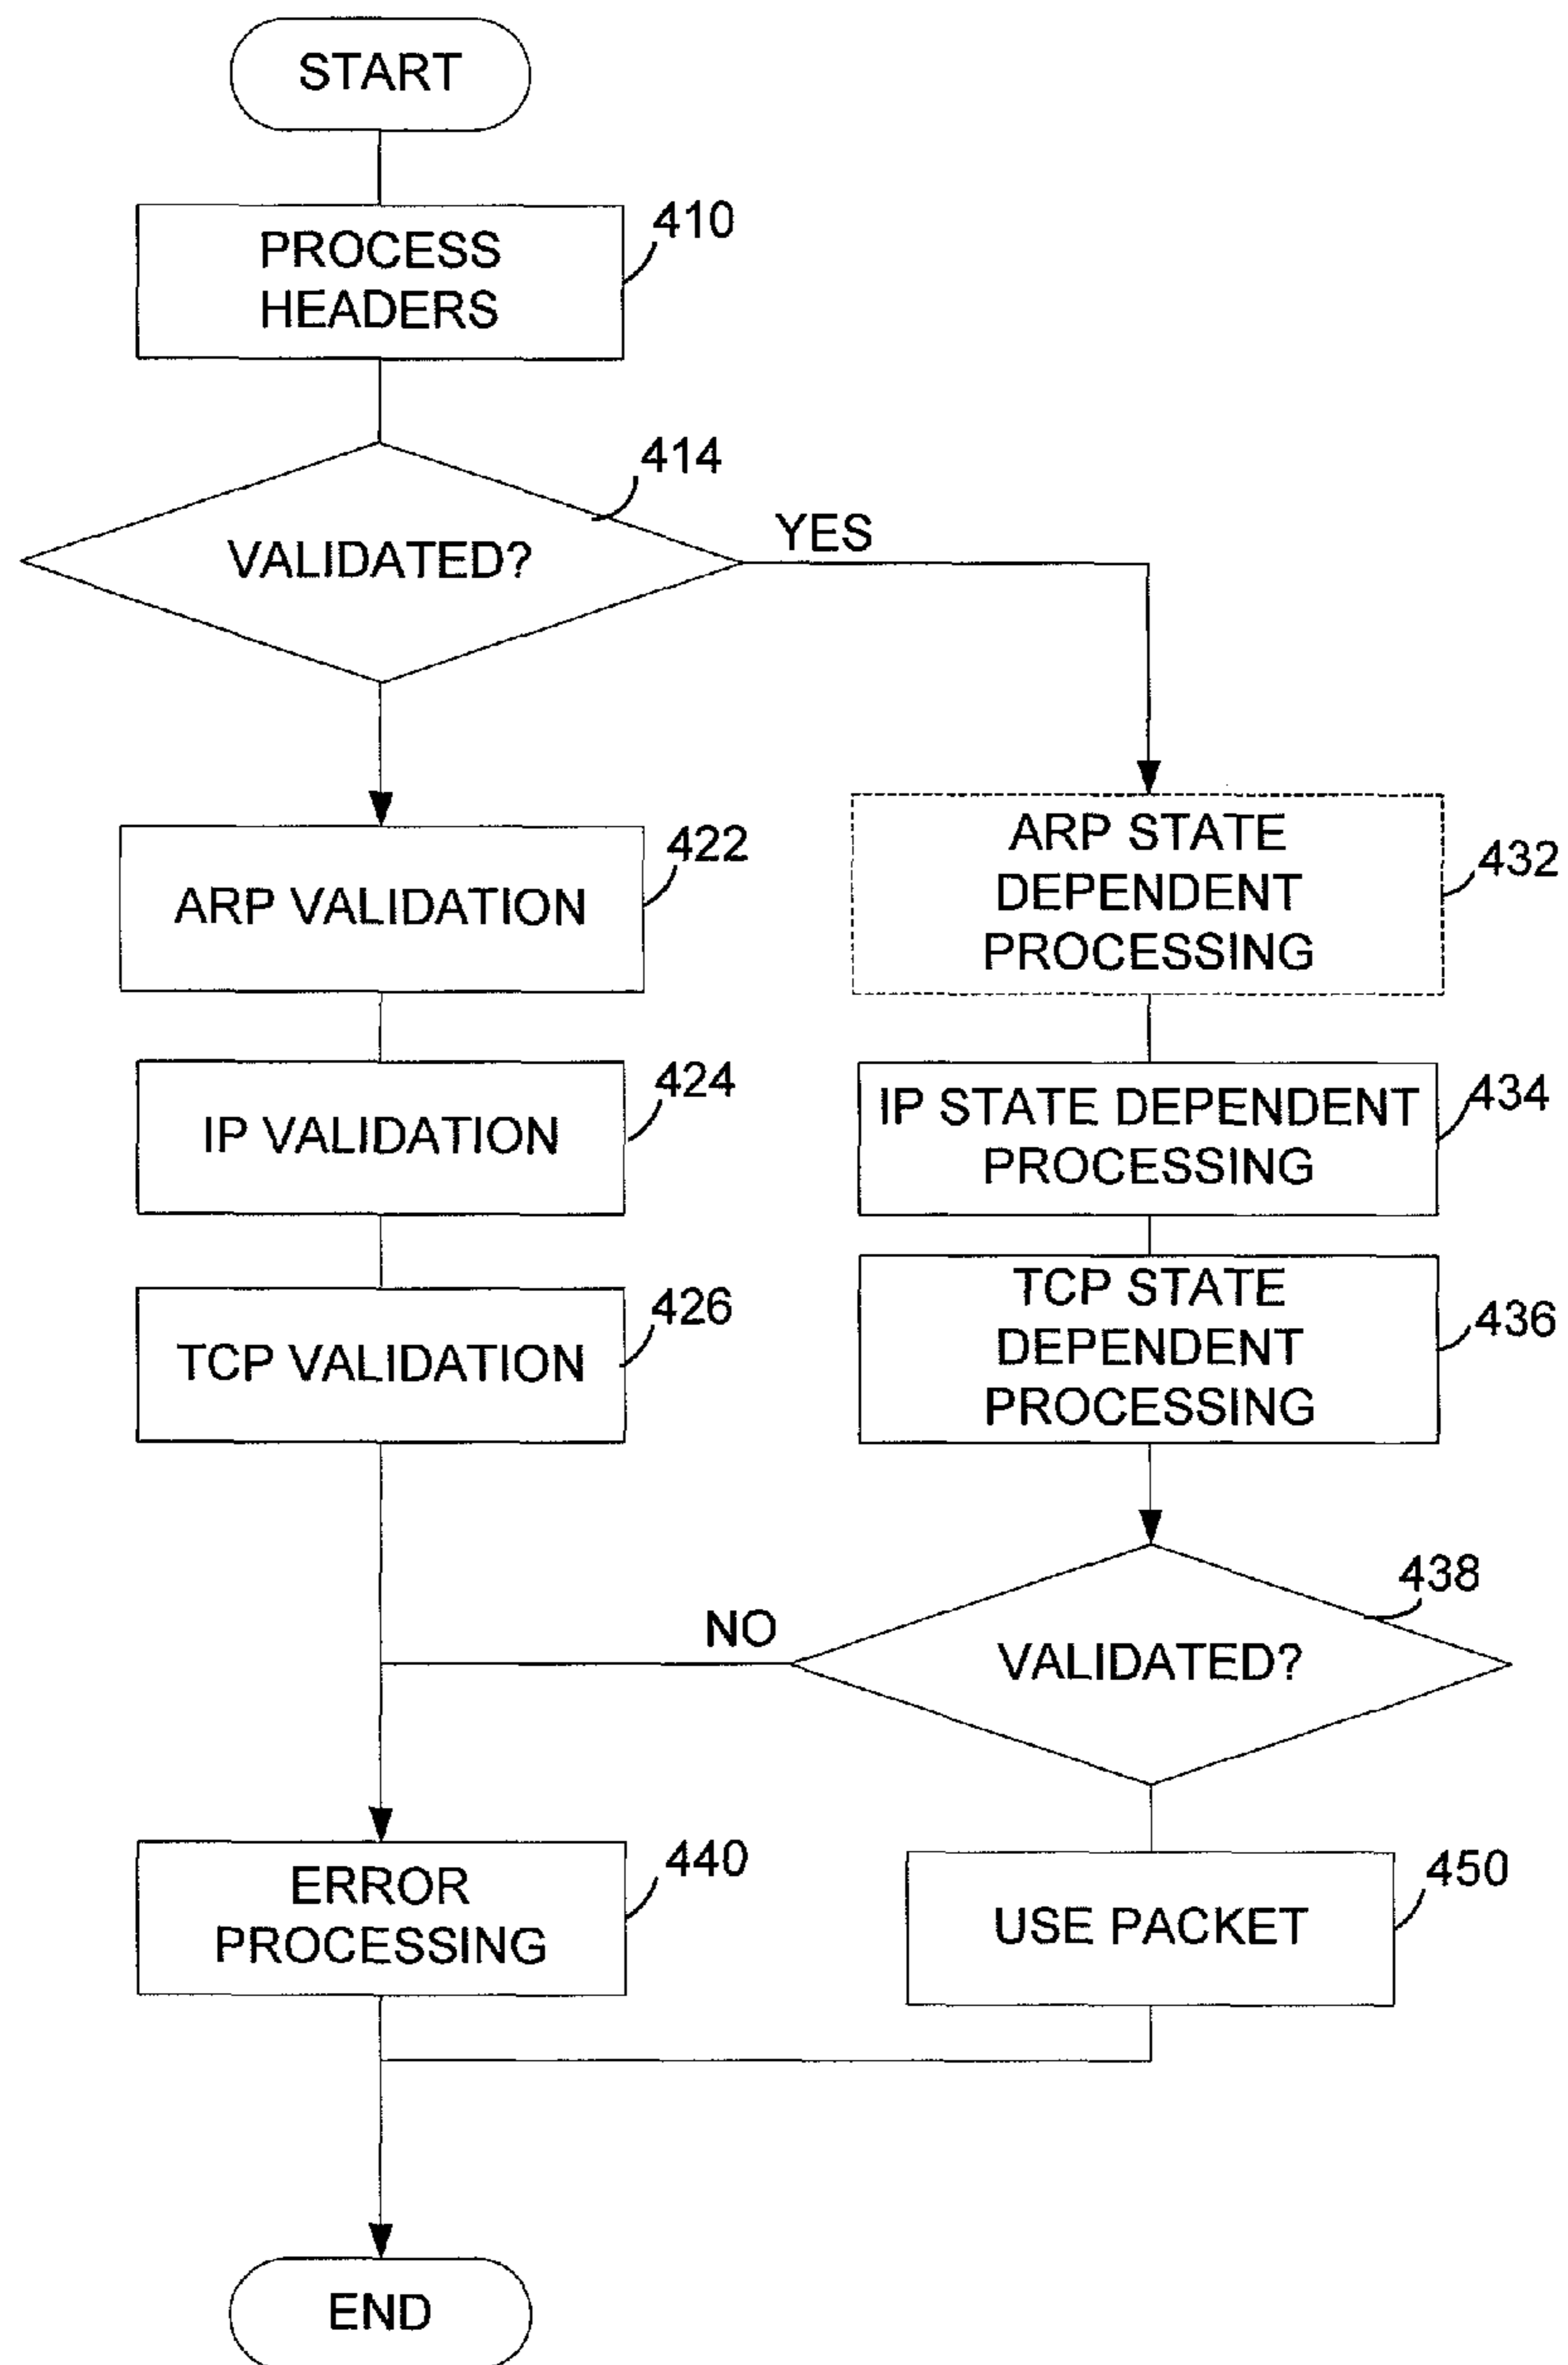 START
PROCESS
HEADERS
410
414
VALIDATED?
YES
ARP VALIDATION
422
ARP STATE
DEPENDENT
PROCESSING
432
IP VALIDATION
424
IP STATE DEPENDENT
PROCESSING
434
TCP VALIDATION
426
TCP STATE
DEPENDENT
PROCESSING
436
438
NO
VALIDATED?
ERROR
PROCESSING
440
USE PACKET
450
END